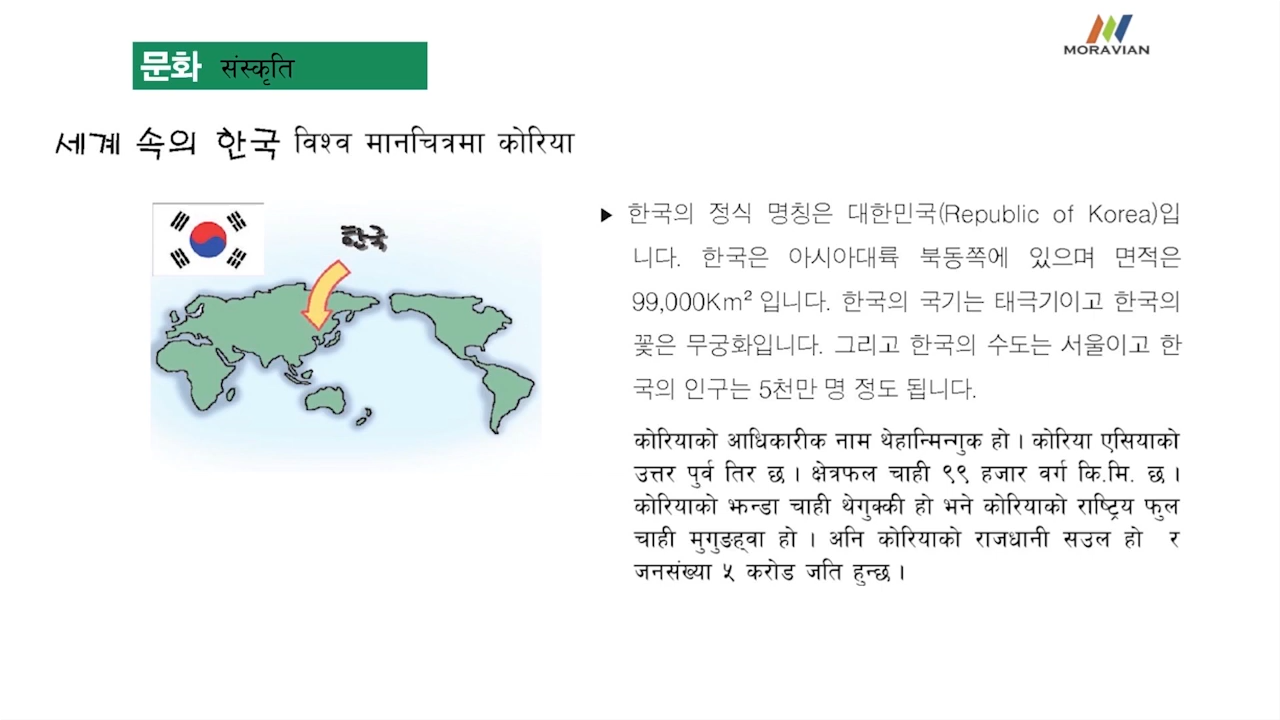 MORAVIAN
문화 संस्कृति
세계 속의 한국 विश्व मानचित्रमा कोरिया
한국
▶ 한국의 정식 명칭은 대한민국(Republic of Korea)입
니다. 한국은 아시아대륙 북동쪽에 있으며 면적은
99,000Km² 입니다. 한국의 국기는 태극기이고 한국의
꽃은 무궁화입니다. 그리고 한국의 수도는 서울이고 한
국의 인구는 5천만 명 정도 됩니다.
कोरियाको आधिकारीक नाम थेहान्मिन्गुक हो । कोरिया एसियाको
उत्तर पुर्व तिर छ । क्षेत्रफल चाही ९९ हजार वर्ग कि.मि. छ ।
कोरियाको झन्डा चाही थेगुक्की हो भने कोरियाको राष्ट्रिय फुल
चाही मुगुङह्वा हो । अनि कोरियाको राजधानी सउल हो र
जनसंख्या ५ करोड जति हुन्छ ।